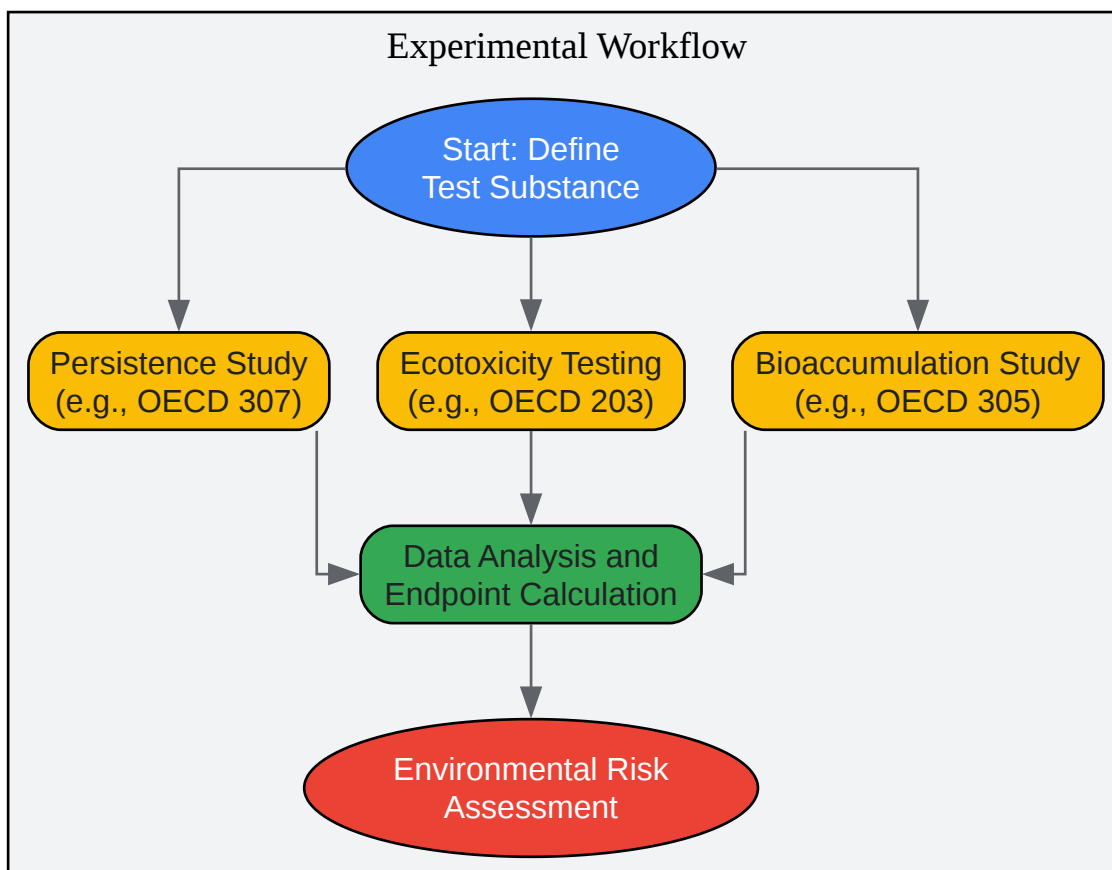 Experimental Workflow
Start: Define
Test Substance
Persistence Study
(e.g., OECD 307)
Ecotoxicity Testing
(e.g., OECD 203)
Bioaccumulation Study
(e.g., OECD 305)
Data Analysis and
Endpoint Calculation
Environmental Risk
Assessment